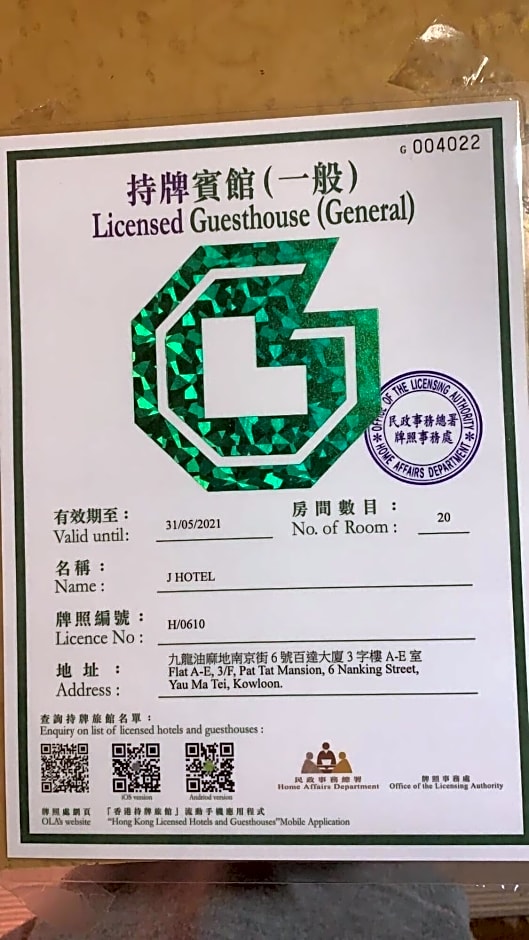 G 004022
持牌賓館(一般)
Licensed Guesthouse (General)
OFFICE OF THE LICENSING AUTHORITY
民政事務總署
牌照事務處
* HOME AFFAIRS DEPARTMENT *
有效期至： 31/05/2021 房間數目： 20
Valid until: No. of Room :
名稱：
Name : J HOTEL
牌照編號：
Licence No : H/0610
地址： 九龍油麻地南京街6號百達大廈3字樓A-E室
Address : Flat A-E, 3/F, Pat Tat Mansion, 6 Nanking Street,
Yau Ma Tei, Kowloon.
查詢持牌旅館名單：
Enquiry on list of licensed hotels and guesthouses :
iOS version Android version
民政事務總署 牌照事務處
Home Affairs Department Office of the Licensing Authority
牌照處網頁 「香港持牌旅館」流動手機應用程式
OLA's website "Hong Kong Licensed Hotels and Guesthouses"Mobile Application